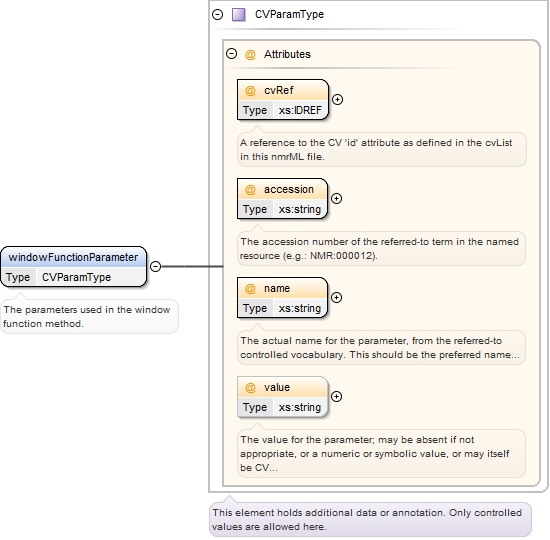 CVParamType
@ Attributes
@ cvRef
Type xs:IDREF
A reference to the CV 'id' attribute as defined in the cvList
in this nmrML file.
@ accession
Type xs:string
The accession number of the referred-to term in the named
resource (e.g.: NMR:000012).
windowFunctionParameter
Type CVParamType
The parameters used in the window
function method.
@ name
Type xs:string
The actual name for the parameter, from the referred-to
controlled vocabulary. This should be the preferred name...
@ value
Type xs:string
The value for the parameter; may be absent if not
appropriate, or a numeric or symbolic value, or may itself
be CV...
This element holds additional data or annotation. Only controlled
values are allowed here.